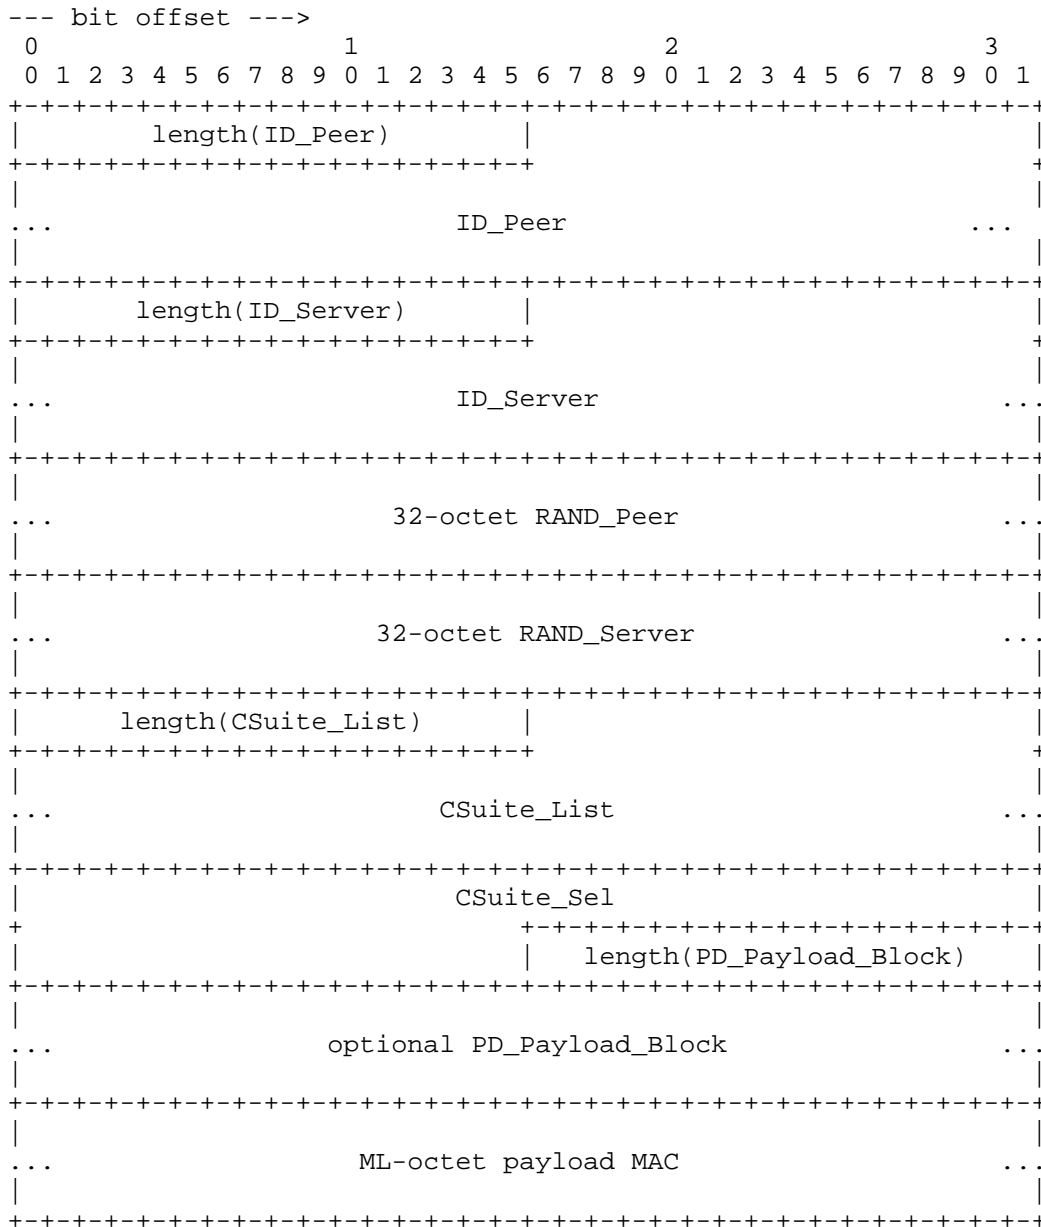 --- bit offset --->
 0                   1                   2                   3
 0 1 2 3 4 5 6 7 8 9 0 1 2 3 4 5 6 7 8 9 0 1 2 3 4 5 6 7 8 9 0 1
+-+-+-+-+-+-+-+-+-+-+-+-+-+-+-+-+-+-+-+-+-+-+-+-+-+-+-+-+-+-+-+-+
|        length(ID_Peer)        |                               |
+-+-+-+-+-+-+-+-+-+-+-+-+-+-+-+-+                               +
|                                                               |
...                         ID_Peer                         ...
|                                                               |
+-+-+-+-+-+-+-+-+-+-+-+-+-+-+-+-+-+-+-+-+-+-+-+-+-+-+-+-+-+-+-+-+
|       length(ID_Server)       |                               |
+-+-+-+-+-+-+-+-+-+-+-+-+-+-+-+-+                               +
|                                                               |
...                         ID_Server                         ...
|                                                               |
+-+-+-+-+-+-+-+-+-+-+-+-+-+-+-+-+-+-+-+-+-+-+-+-+-+-+-+-+-+-+-+-+
|                                                               |
...                     32-octet RAND_Peer                    ...
|                                                               |
+-+-+-+-+-+-+-+-+-+-+-+-+-+-+-+-+-+-+-+-+-+-+-+-+-+-+-+-+-+-+-+-+
|                                                               |
...                    32-octet RAND_Server                   ...
|                                                               |
+-+-+-+-+-+-+-+-+-+-+-+-+-+-+-+-+-+-+-+-+-+-+-+-+-+-+-+-+-+-+-+-+
|      length(CSuite_List)      |                               |
+-+-+-+-+-+-+-+-+-+-+-+-+-+-+-+-+                               +
|                                                               |
...                        CSuite_List                        ...
|                                                               |
+-+-+-+-+-+-+-+-+-+-+-+-+-+-+-+-+-+-+-+-+-+-+-+-+-+-+-+-+-+-+-+-+
|                           CSuite_Sel                          |
+                               +-+-+-+-+-+-+-+-+-+-+-+-+-+-+-+-+
|                               |   length(PD_Payload_Block)    |
+-+-+-+-+-+-+-+-+-+-+-+-+-+-+-+-+-+-+-+-+-+-+-+-+-+-+-+-+-+-+-+-+
|                                                               |
...                 optional PD_Payload_Block                 ...
|                                                               |
+-+-+-+-+-+-+-+-+-+-+-+-+-+-+-+-+-+-+-+-+-+-+-+-+-+-+-+-+-+-+-+-+
|                                                               |
...                   ML-octet payload MAC                    ...
|                                                               |
+-+-+-+-+-+-+-+-+-+-+-+-+-+-+-+-+-+-+-+-+-+-+-+-+-+-+-+-+-+-+-+-+